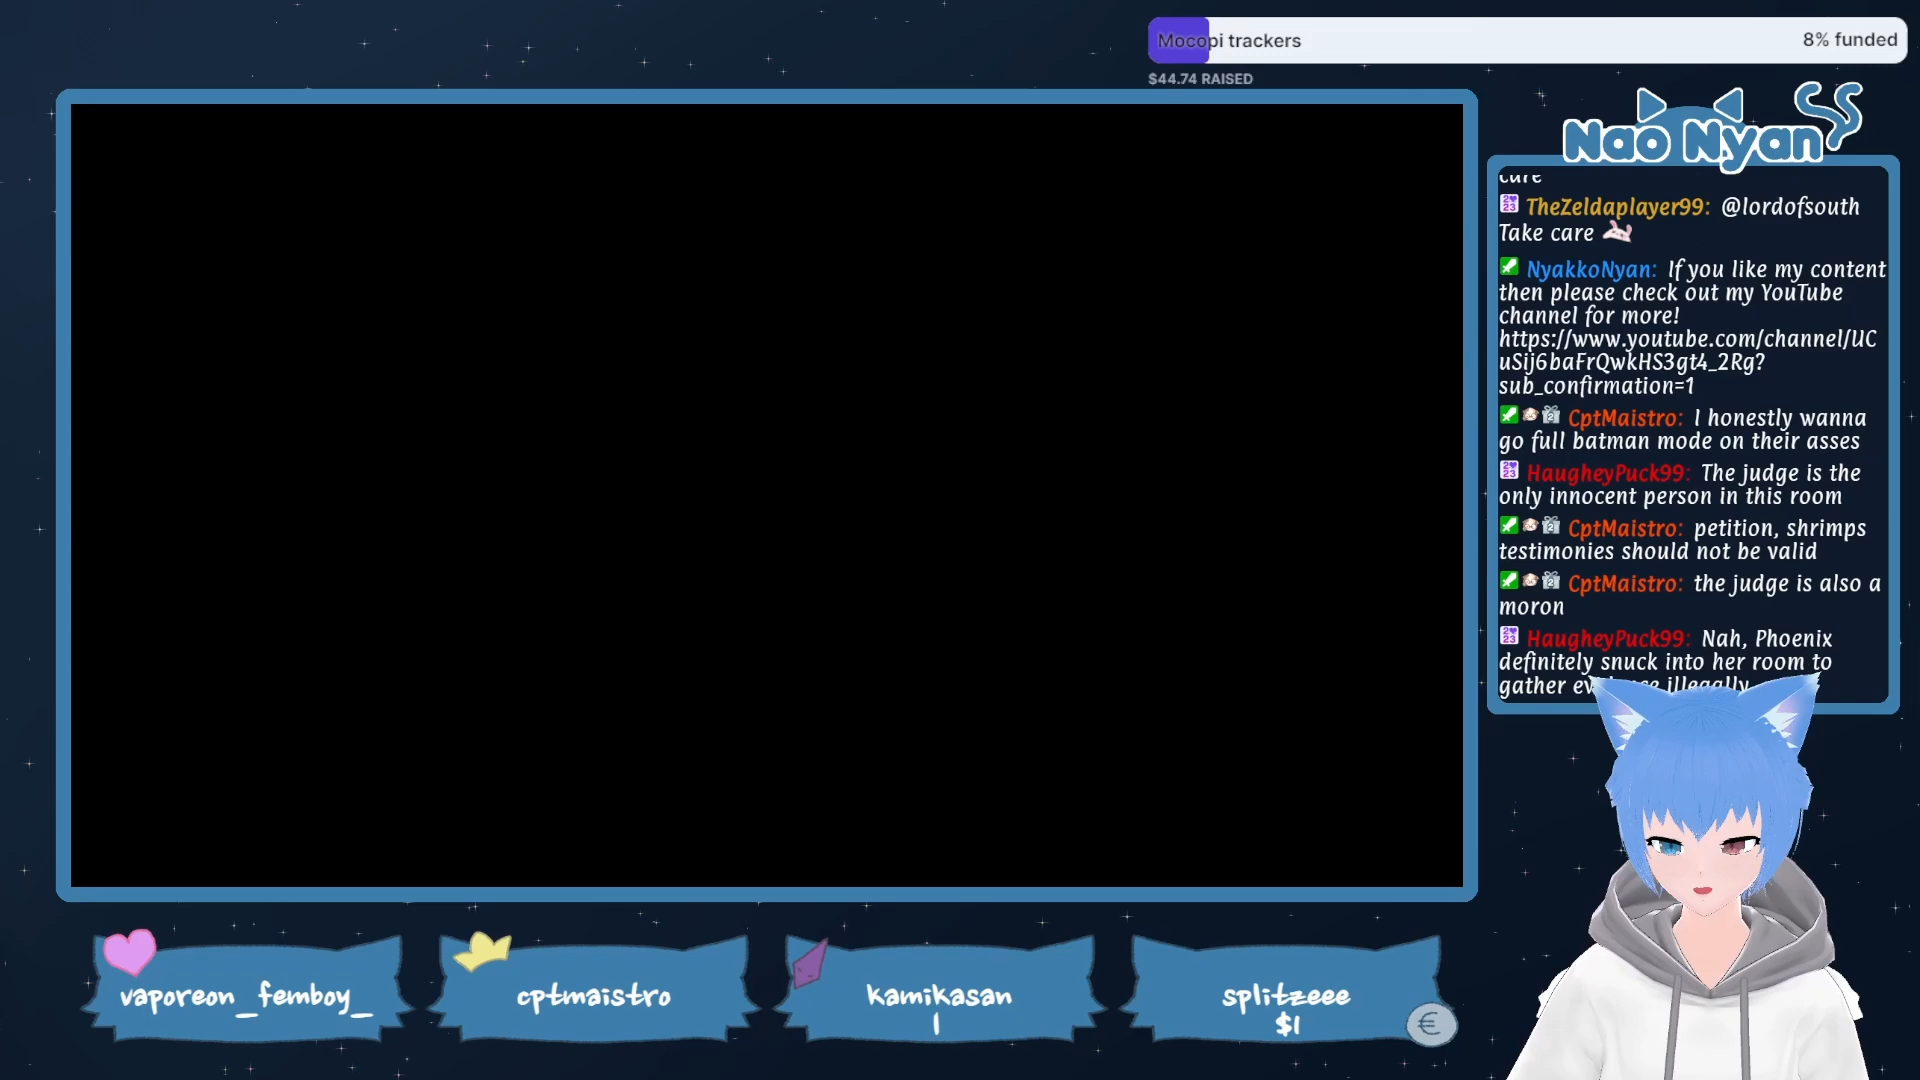 Mocopi trackers
8% funded
$44.74 RAISED
Nao Nyan
care
TheZeldaplayer99: @lordofsouth
Take care
NyakkoNyan: If you like my content
then please check out my YouTube
channel for more!
https://www.youtube.com/channel/UC
uSij6baFrQwkHS3gt4_2Rg?
sub_confirmation=1
CptMaistro: I honestly wanna
go full batman mode on their asses
HaugheyPuck99: The judge is the
only innocent person in this room
CptMaistro: petition, shrimps
testimonies should not be valid
CptMaistro: the judge is also a
moron
HaugheyPuck99: Nah, Phoenix
definitely snuck into her room to
gather illegally
vaporeon_femboy_
cptmaistro
kamikasan
1
splitzeee
$1
€